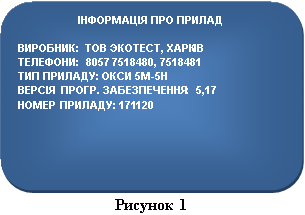 ІНФОРМАЦІЯ ПРО ПРИЛАД
ВИРОБНИК: ТОВ ЭКОТЕСТ, ХАРКІВ
ТЕЛЕФОНИ: 8057 7518480, 7518481
ТИП ПРИЛАДУ: ОКСИ 5М-5Н
ВЕРСІЯ ПРОГР. ЗАБЕЗПЕЧЕННЯ: 5,17
НОМЕР ПРИЛАДУ: 171120
Рисунок 1